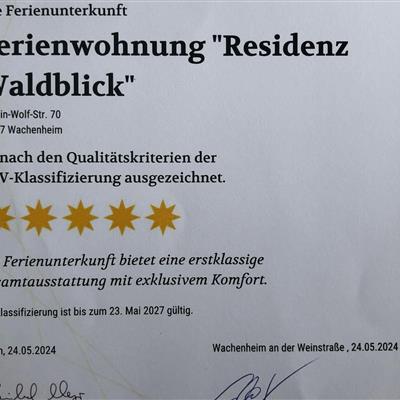 e Ferienunterkunft
erienwohnung "Residenz
Waldblick"
in-Wolf-Str. 70
7 Wachenheim
nach den Qualitätskriterien der
V-Klassifizierung ausgezeichnet.
Ferienunterkunft bietet eine erstklassige
samtausstattung mit exklusivem Komfort.
lassifizierung ist bis zum 23. Mai 2027 gültig.
n, 24.05.2024
Wachenheim an der Weinstraße , 24.05.2024